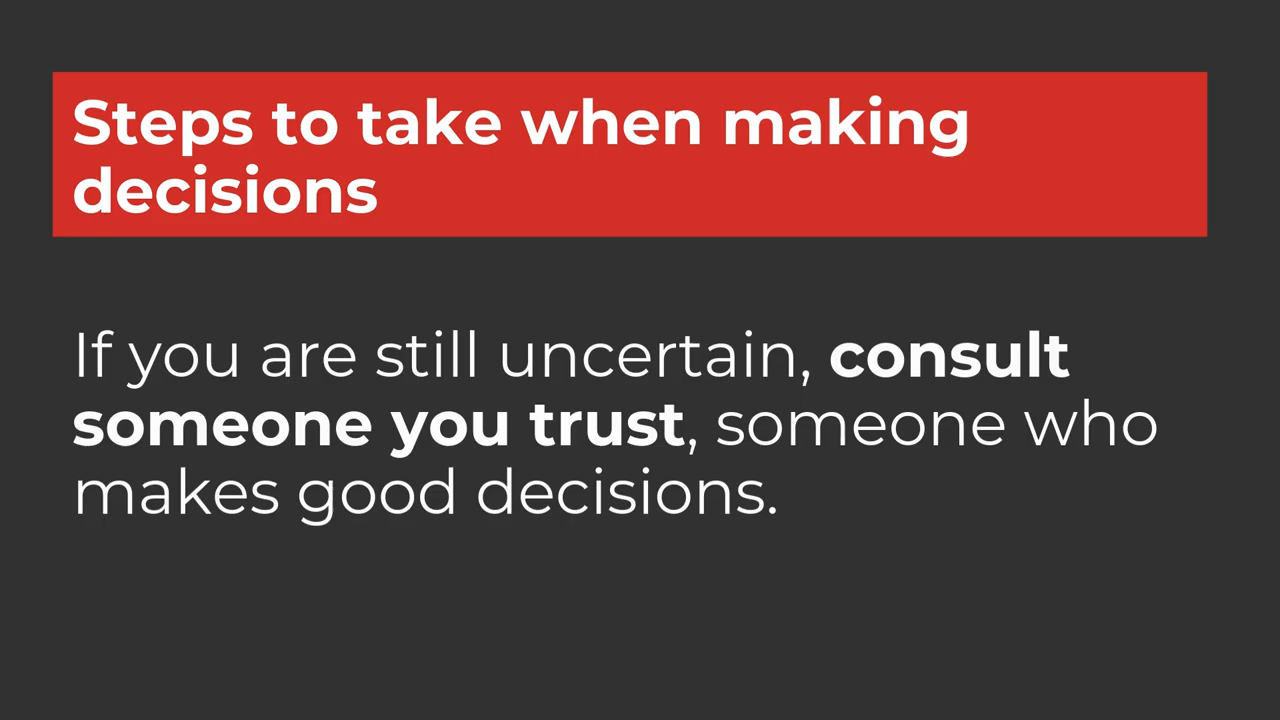 Steps to take when making
decisions
If you are still uncertain, consult
someone you trust, someone who
makes good decisions.